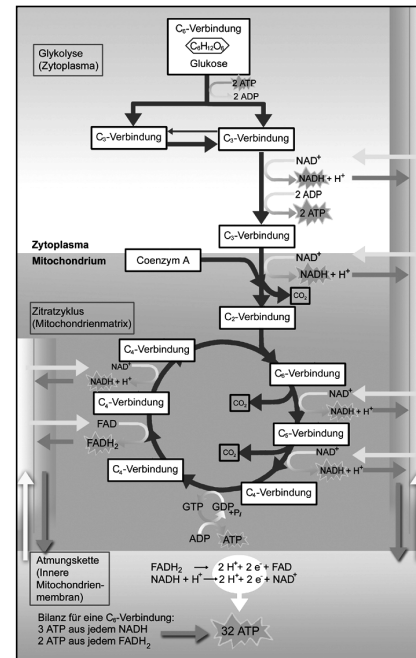 C₆-Verbindung
C₆H₁₂O₆
Glukose
Glykolyse
(Zytoplasma)
2 ATP
2 ADP
C₃-Verbindung
C₃-Verbindung
NAD⁺
NADH + H⁺
2 ADP
2 ATP
C₃-Verbindung
Zytoplasma
Mitochondrium
Coenzym A
NAD⁺
NADH + H⁺
CO₂
C₂-Verbindung
Zitratzyklus
(Mitochondrienmatrix)
C₄-Verbindung
C₆-Verbindung
NAD⁺
NADH + H⁺
NAD⁺
NADH + H⁺
CO₂
C₄-Verbindung
FAD
FADH₂
C₅-Verbindung
CO₂
NAD⁺
NADH + H⁺
C₄-Verbindung
C₄-Verbindung
GTP
GDP
+Pᵢ
ADP
ATP
Atmungskette
(Innere
Mitochondrien-
membran)
FADH₂ → 2 H⁺+ 2 e⁻+ FAD
NADH + H⁺→ 2 H⁺+ 2 e⁻+ NAD⁺
Bilanz für eine C₆-Verbindung:
3 ATP aus jedem NADH
2 ATP aus jedem FADH₂
32 ATP